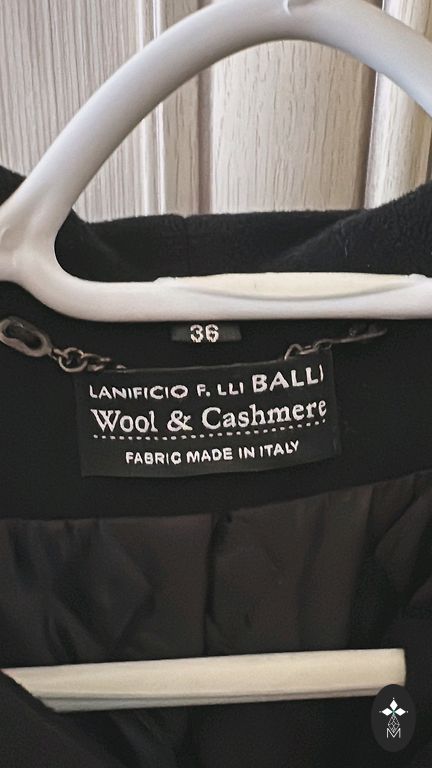 36
LANIFICIO F. LLI BALLI
Wool & Cashmere
FABRIC MADE IN ITALY
M